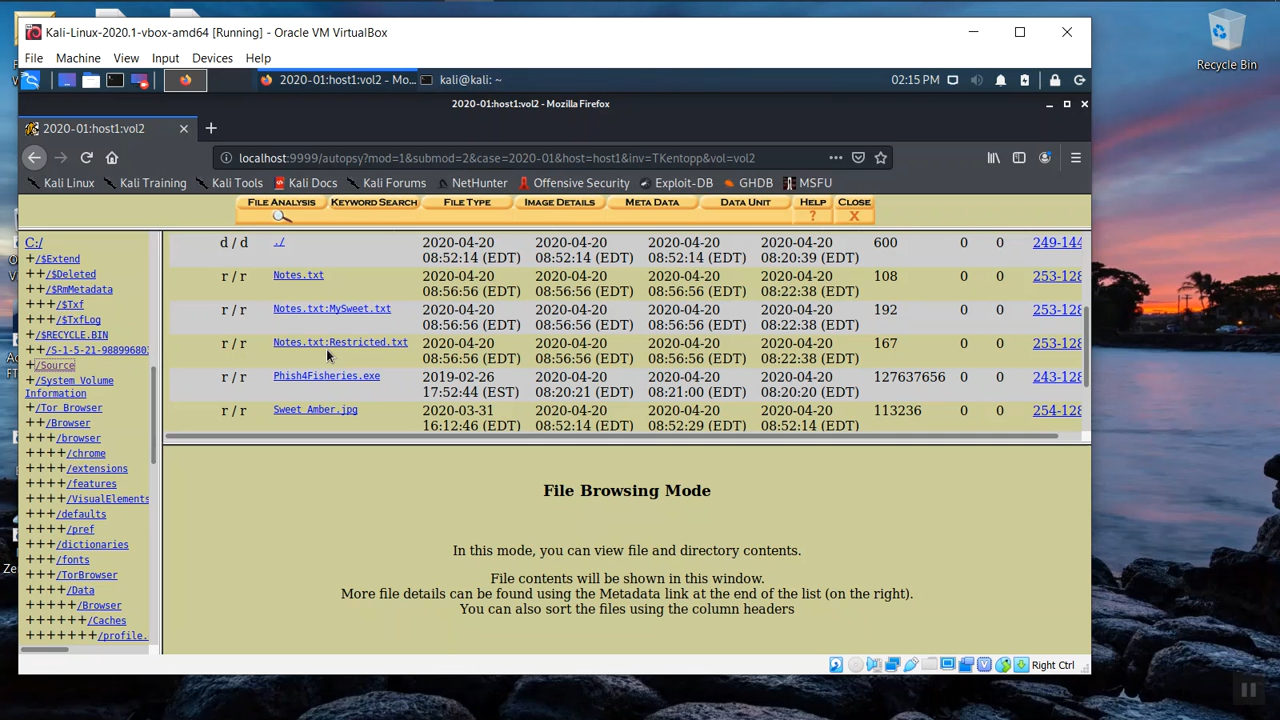 Kali-Linux-2020.1-vbox-amd64 [Running] - Oracle VM VirtualBox
Recycle Bin
File Machine View Input Devices Help
2020-01:host1:vol2 - Mo... kali@kali: ~ 02:15 PM
2020-01:host1:vol2 - Mozilla Firefox
2020-01:host1:vol2
localhost:9999/autopsy?mod=1&submod=2&case=2020-01&host=host1&inv=TKentopp&vol=vol2
Kali Linux Kali Training Kali Tools Kali Docs Kali Forums NetHunter Offensive Security Exploit-DB GHDB MSFU
FILE ANALYSIS KEYWORD SEARCH FILE TYPE IMAGE DETAILS META DATA DATA UNIT HELP CLOSE
? X
C:/
+/$Extend
++/$Deleted
++/$RmMetadata
+++/$Txf
+++/$TxfLog
+/$RECYCLE.BIN
++/S-1-5-21-988996803
+/Source
+/System Volume
Information
+/Tor Browser
++/Browser
+++/browser
++++/chrome
++++/extensions
++++/features
++++/VisualElements
+++/defaults
++++/pref
+++/dictionaries
+++/fonts
+++/TorBrowser
++++/Data
+++++/Browser
++++++/Caches
+++++++/profile.
d / d ./ 2020-04-20 2020-04-20 2020-04-20 2020-04-20 600 0 0 249-144
08:52:14 (EDT) 08:52:14 (EDT) 08:52:14 (EDT) 08:20:39 (EDT)
r / r Notes.txt 2020-04-20 2020-04-20 2020-04-20 2020-04-20 108 0 0 253-128
08:56:56 (EDT) 08:56:56 (EDT) 08:56:56 (EDT) 08:22:38 (EDT)
r / r Notes.txt:MySweet.txt 2020-04-20 2020-04-20 2020-04-20 2020-04-20 192 0 0 253-128
08:56:56 (EDT) 08:56:56 (EDT) 08:56:56 (EDT) 08:22:38 (EDT)
r / r Notes.txt:Restricted.txt 2020-04-20 2020-04-20 2020-04-20 2020-04-20 167 0 0 253-128
08:56:56 (EDT) 08:56:56 (EDT) 08:56:56 (EDT) 08:22:38 (EDT)
r / r Phish4Fisheries.exe 2019-02-26 2020-04-20 2020-04-20 2020-04-20 127637656 0 0 243-128
17:52:44 (EST) 08:20:21 (EDT) 08:21:00 (EDT) 08:20:20 (EDT)
r / r Sweet Amber.jpg 2020-03-31 2020-04-20 2020-04-20 2020-04-20 113236 0 0 254-128
16:12:46 (EDT) 08:52:14 (EDT) 08:52:29 (EDT) 08:52:14 (EDT)
File Browsing Mode
In this mode, you can view file and directory contents.
File contents will be shown in this window.
More file details can be found using the Metadata link at the end of the list (on the right).
You can also sort the files using the column headers
Right Ctrl